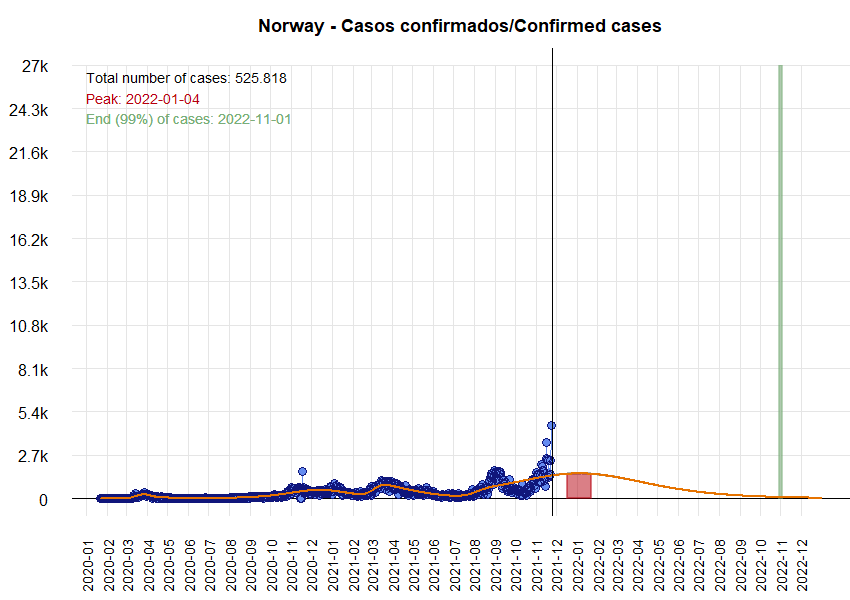 Norway - Casos confirmados/Confirmed cases
27k
24.3k
21.6k
18.9k
16.2k
13.5k
10.8k
8.1k
5.4k
2.7k
0
Total number of cases: 525.818
Peak: 2022-01-04
End (99%) of cases: 2022-11-01
2020-01
2020-02
2020-03
2020-04
2020-05
2020-06
2020-07
2020-08
2020-09
2020-10
2020-11
2020-12
2021-01
2021-02
2021-03
2021-04
2021-05
2021-06
2021-07
2021-08
2021-09
2021-10
2021-11
2021-12
2022-01
2022-02
2022-03
2022-04
2022-05
2022-06
2022-07
2022-08
2022-09
2022-10
2022-11
2022-12